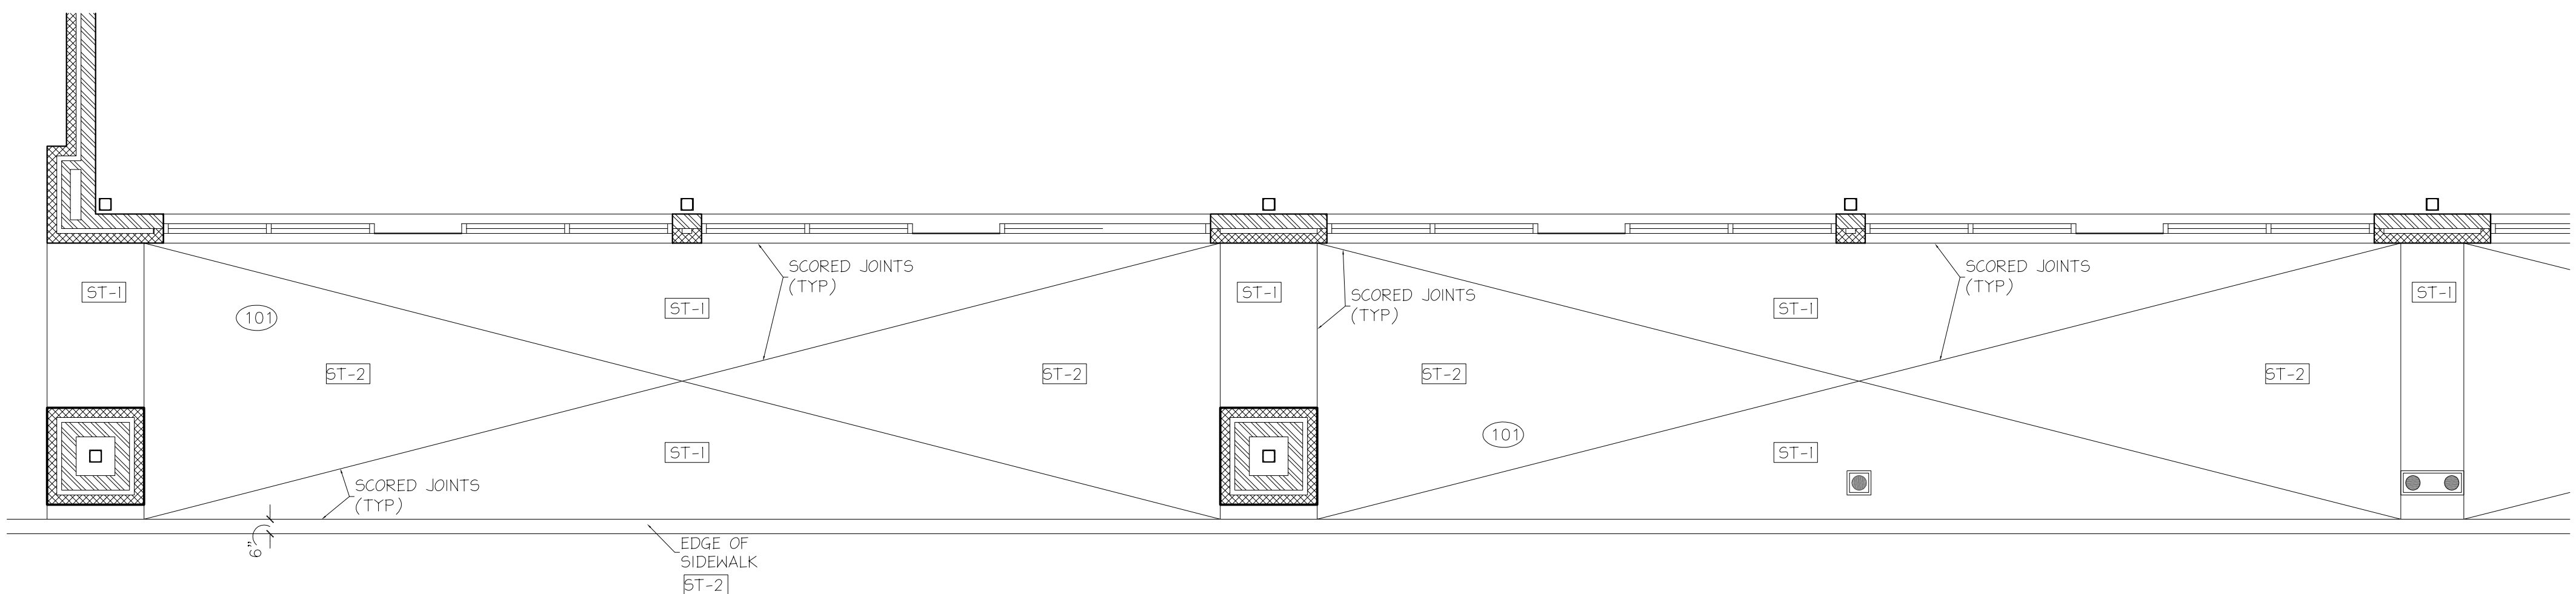 SCORED JOINTS
(TYP)
SCORED JOINTS
(TYP)
ST-1
ST-1
ST-1
SCORED JOINTS
(TYP)
ST-1
ST-1
101
ST-2
ST-2
ST-2
ST-2
101
ST-1
ST-1
SCORED JOINTS
(TYP)
6"
EDGE OF
SIDEWALK
ST-2